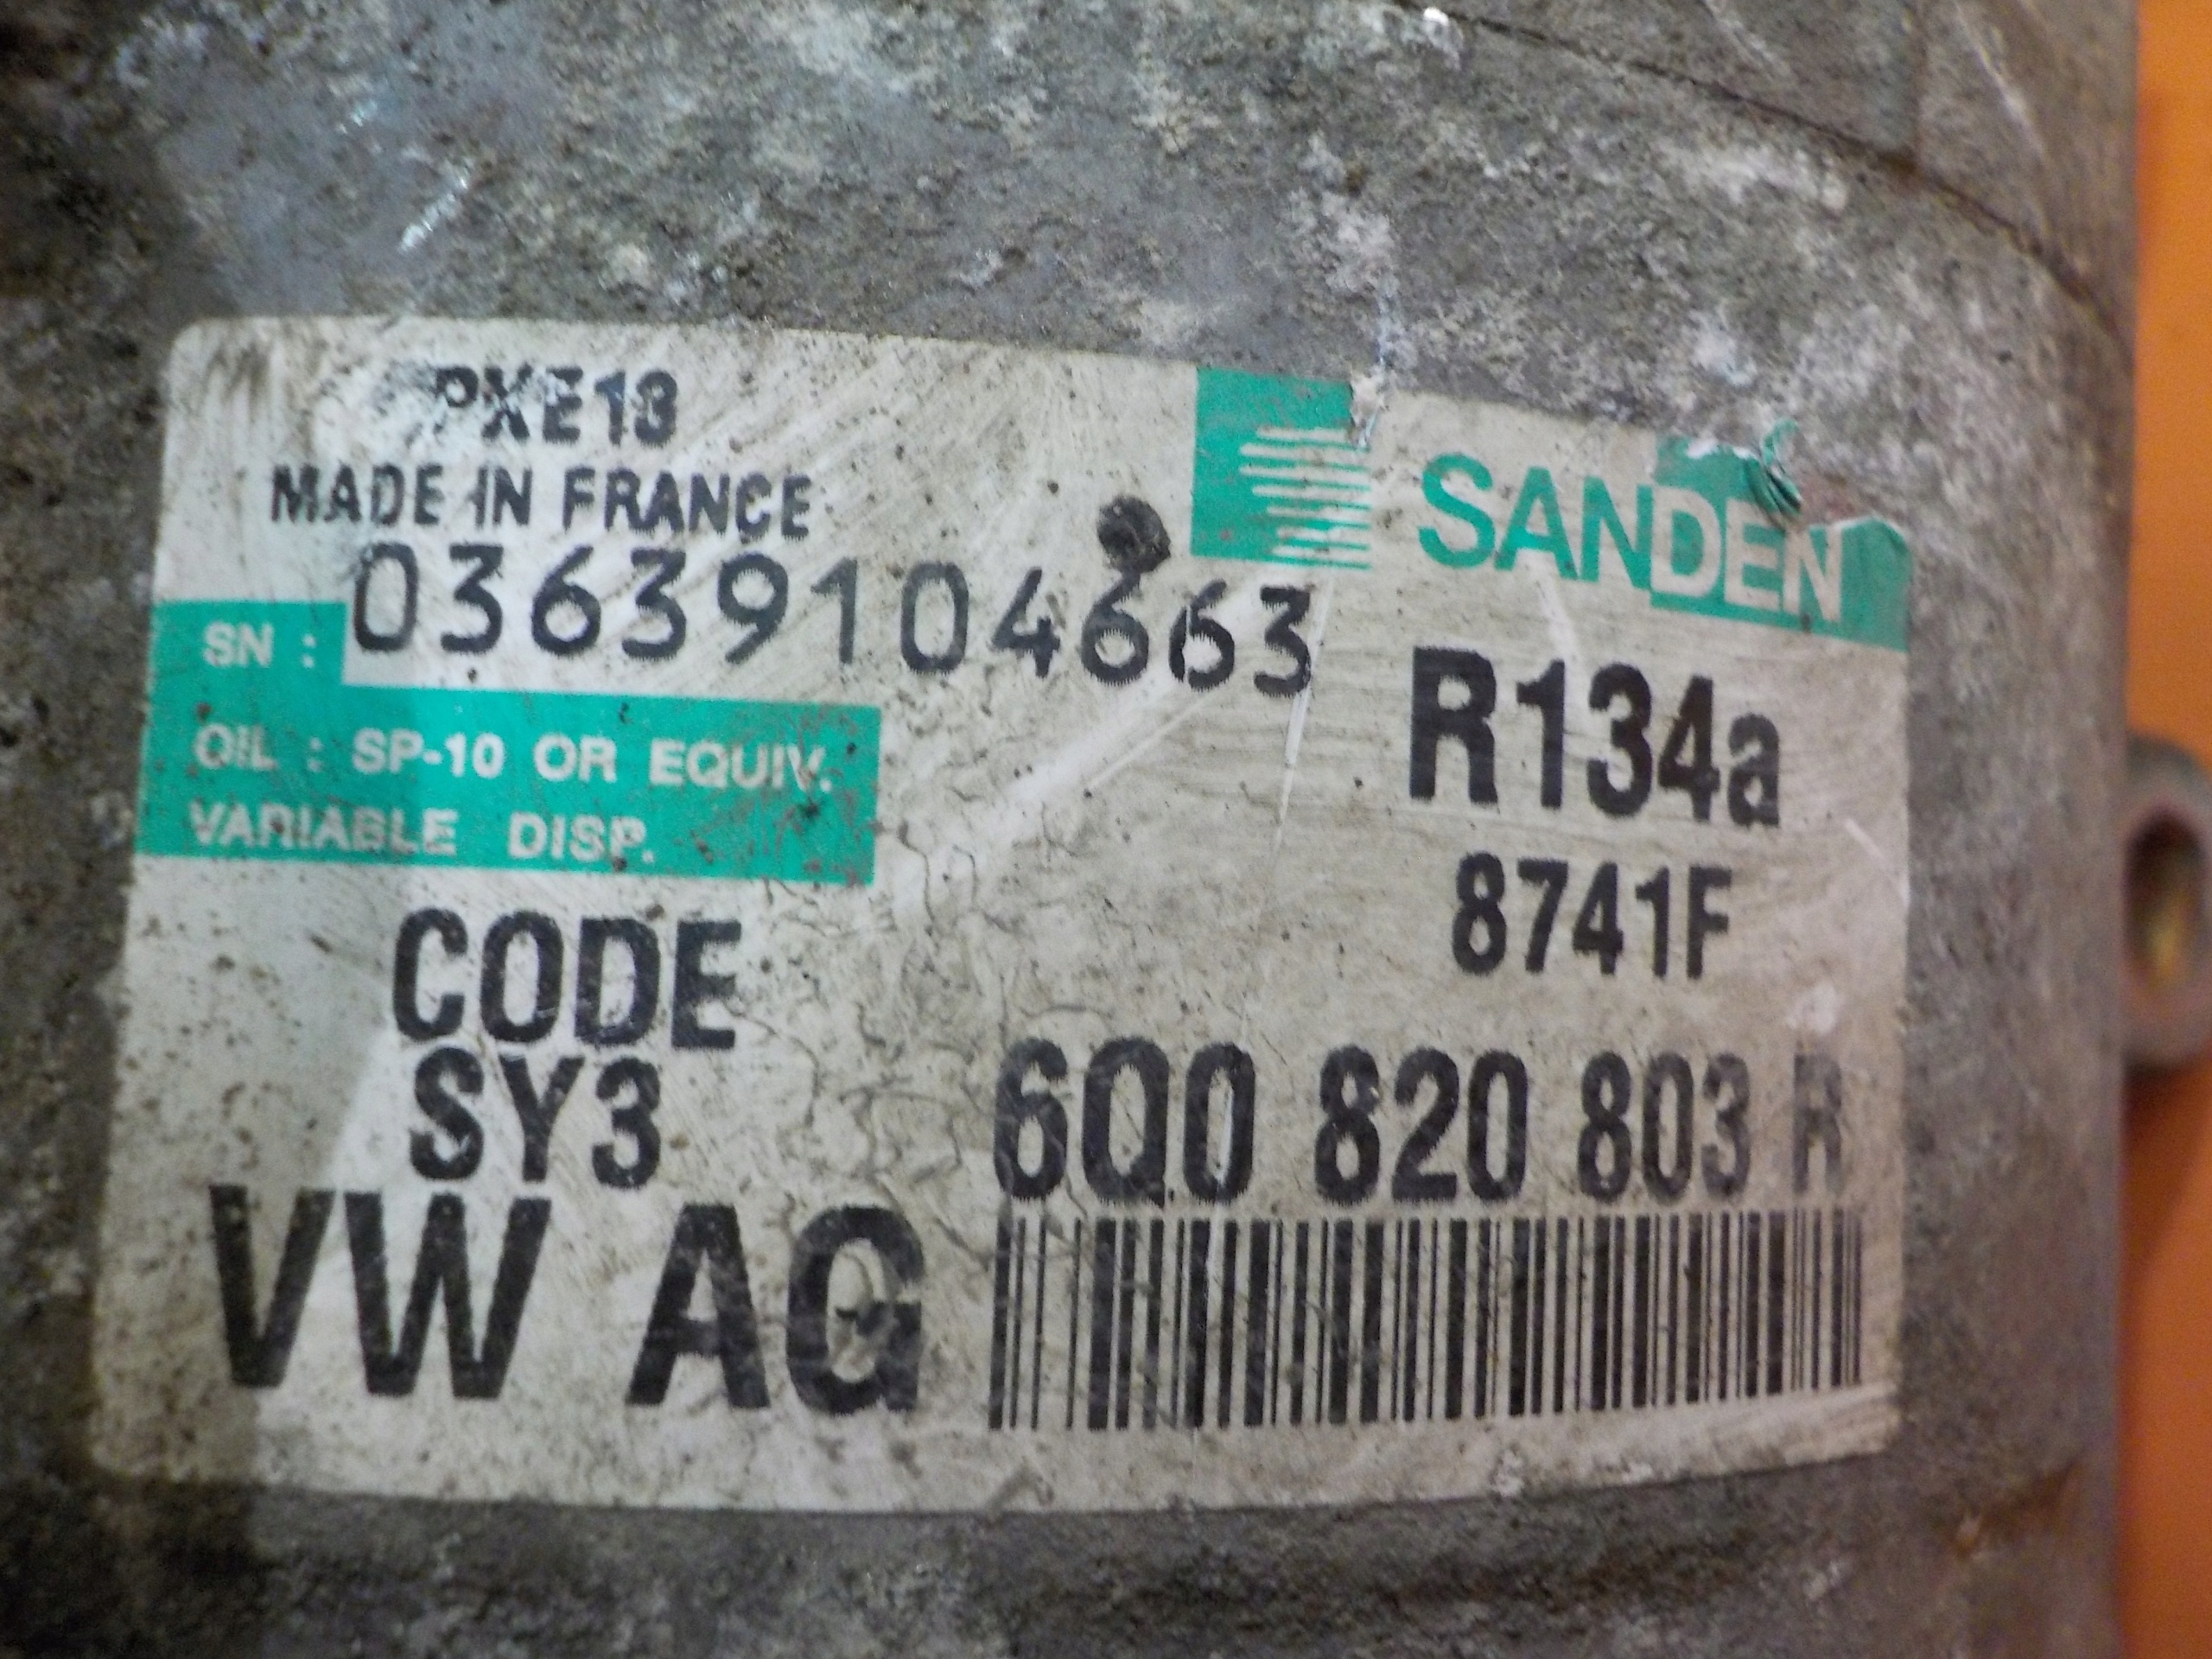 PXE13
MADE IN FRANCE
SANDEN
SN : 03639104663
OIL : SP-10 OR EQUIV.
VARIABLE DISP.
R134a
8741F
CODE
SY3
6Q0 820 803 R
VW AG